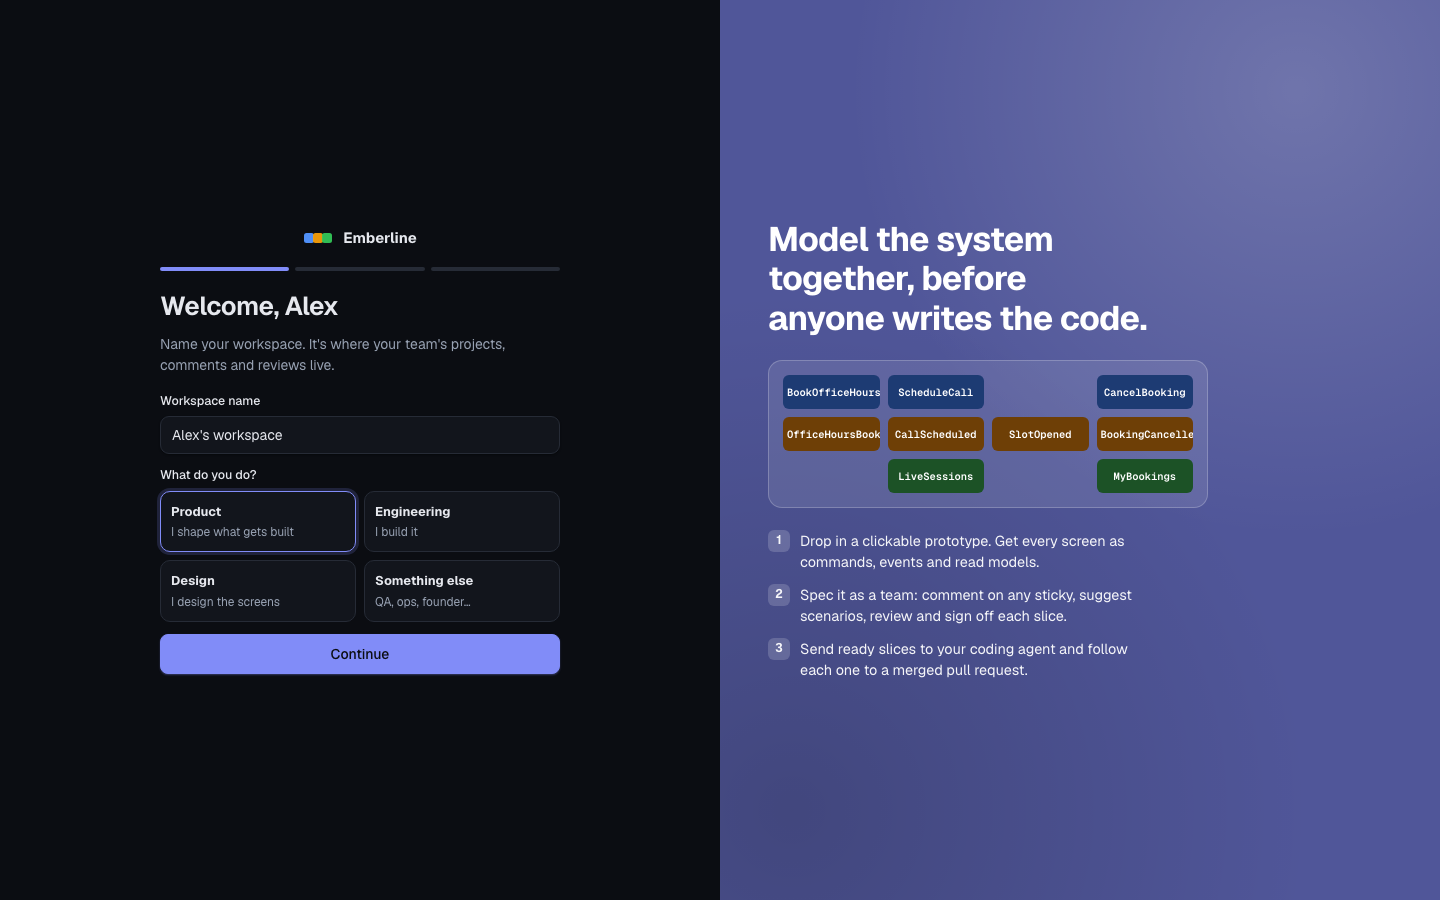 Emberline
Welcome, Alex
Name your workspace. It's where your team's projects,
comments and reviews live.
Workspace name
Alex's workspace
What do you do?
Product
I shape what gets built
Engineering
I build it
Design
I design the screens
Something else
QA, ops, founder...
Continue
Model the system
together, before
anyone writes the code.
BookOfficeHours
ScheduleCall
CancelBooking
OfficeHoursBook
CallScheduled
SlotOpened
BookingCancelle
LiveSessions
MyBookings
1
Drop in a clickable prototype. Get every screen as
commands, events and read models.
2
Spec it as a team: comment on any sticky, suggest
scenarios, review and sign off each slice.
3
Send ready slices to your coding agent and follow
each one to a merged pull request.